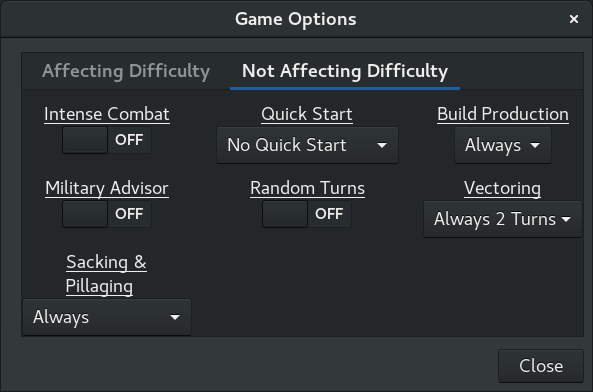 Game Options
Affecting Difficulty Not Affecting Difficulty
Intense Combat Quick Start Build Production
OFF No Quick Start Always
Military Advisor Random Turns Vectoring
OFF OFF Always 2 Turns
Sacking &
Pillaging
Always
Close